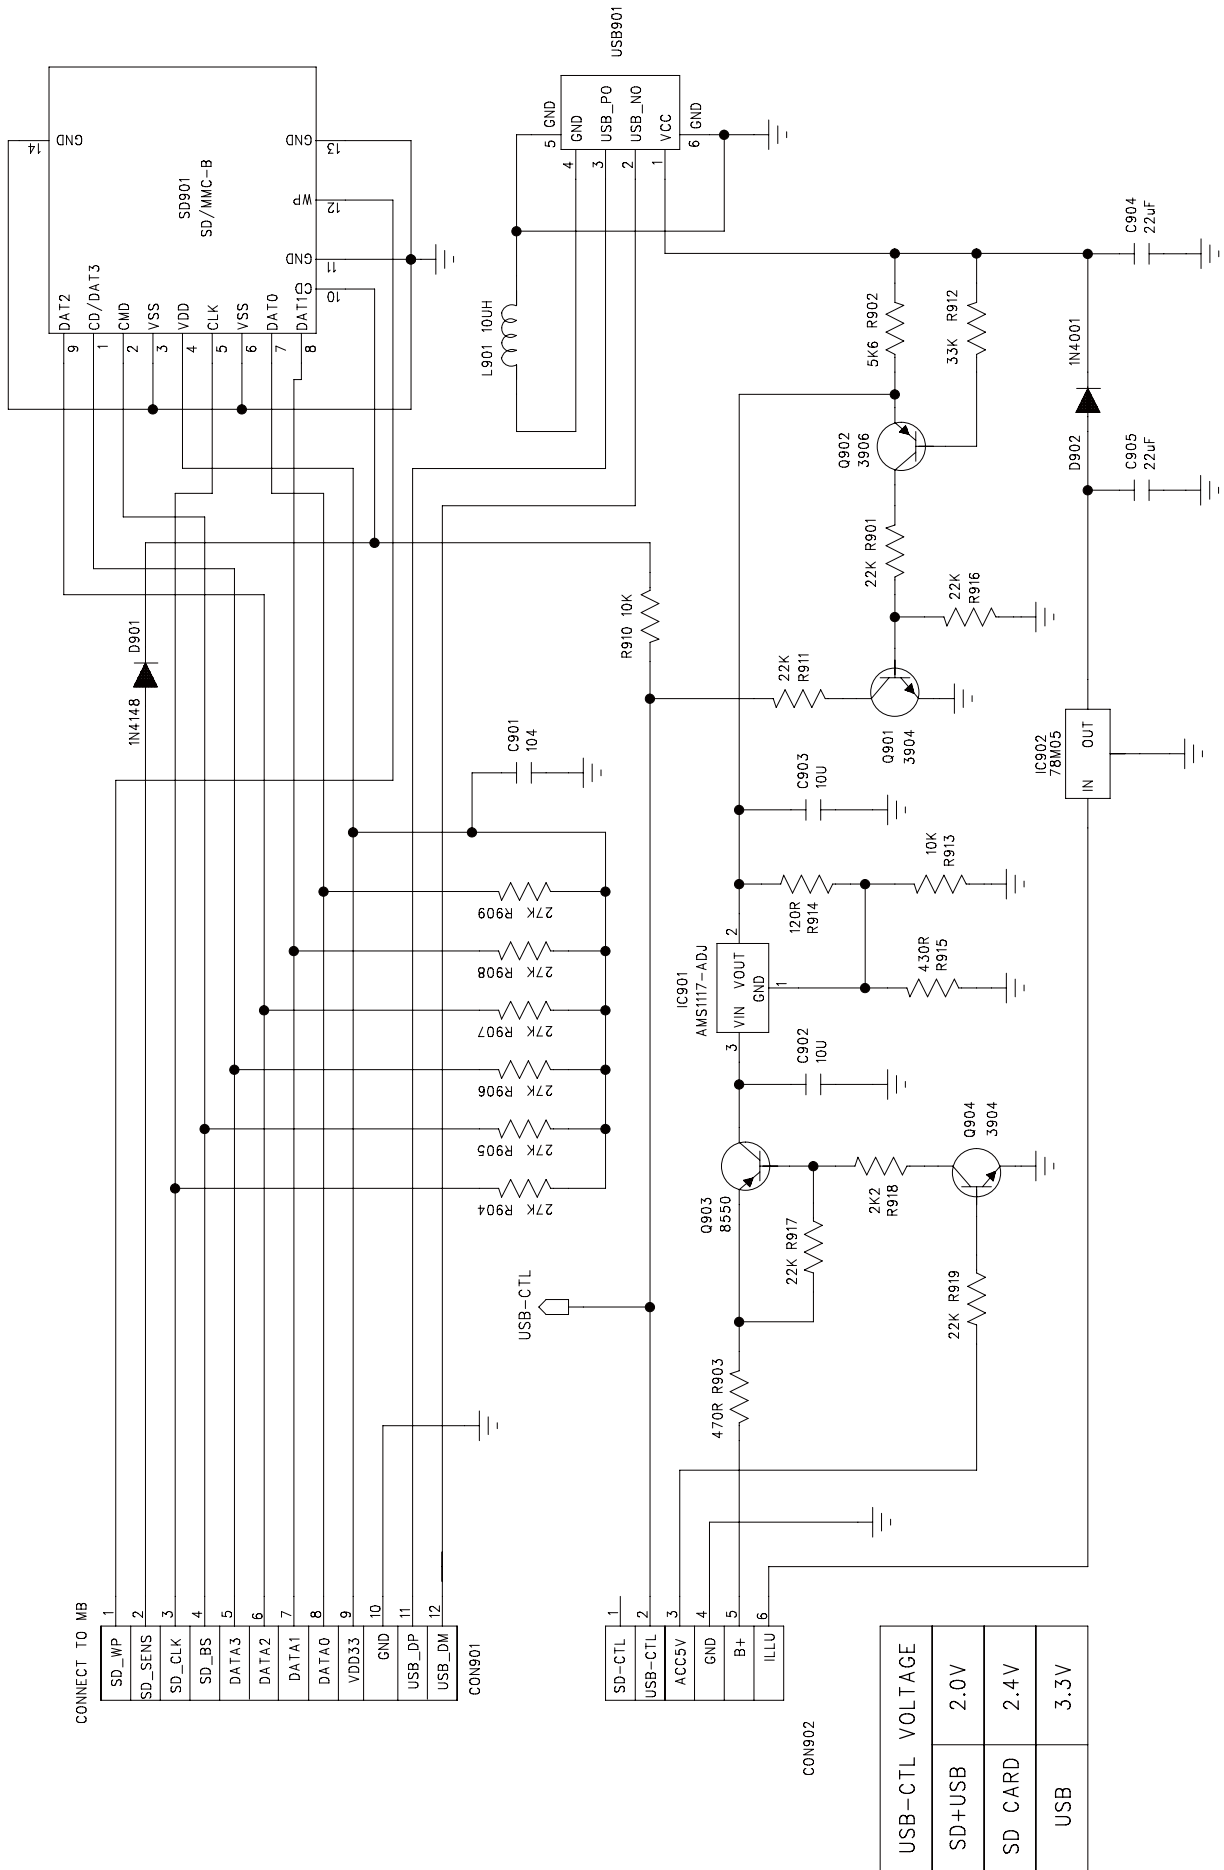 USB901
SD901
SD/MMC-B
GND
14
GND
13
WP
12
GND
11
CD
10
DAT2
9
CD/DAT3
1
CMD
2
VSS
3
VDD
4
CLK
5
VSS
6
DAT0
7
DAT1
8
5 GND
4 GND
3 USB_PO
2 USB_NO
1 VCC
6 GND
L901 10UH
1N4148 D901
R910 10K
C901
104
R909 27K
R908 27K
R907 27K
R906 27K
R905 27K
R904 27K
USB-CTL
CONNECT TO MB
SD_WP 1
SD_SENS 2
SD_CLK 3
SD_BS 4
DATA3 5
DATA2 6
DATA1 7
DATA0 8
VDD33 9
GND 10
USB_DP 11
USB_DM 12
CON901
SD-CTL 1
USB-CTL 2
ACC5V 3
GND 4
B+ 5
ILLU 6
CON902
5K6 R902
33K R912
1N4001
D902
C904
22uF
C905
22uF
Q902
3906
22K R901
22K
R916
22K
R911
Q901
3904
IC902
78M05
IN OUT
C903
10U
120R
R914
10K
R913
430R
R915
IC901
AMS1117-ADJ
3 VIN VOUT 2
GND 1
C902
10U
Q903
8550
22K R917
2K2
R918
Q904
3904
22K R919
470R R903
USB-CTL VOLTAGE
SD+USB 2.0V
SD CARD 2.4V
USB 3.3V